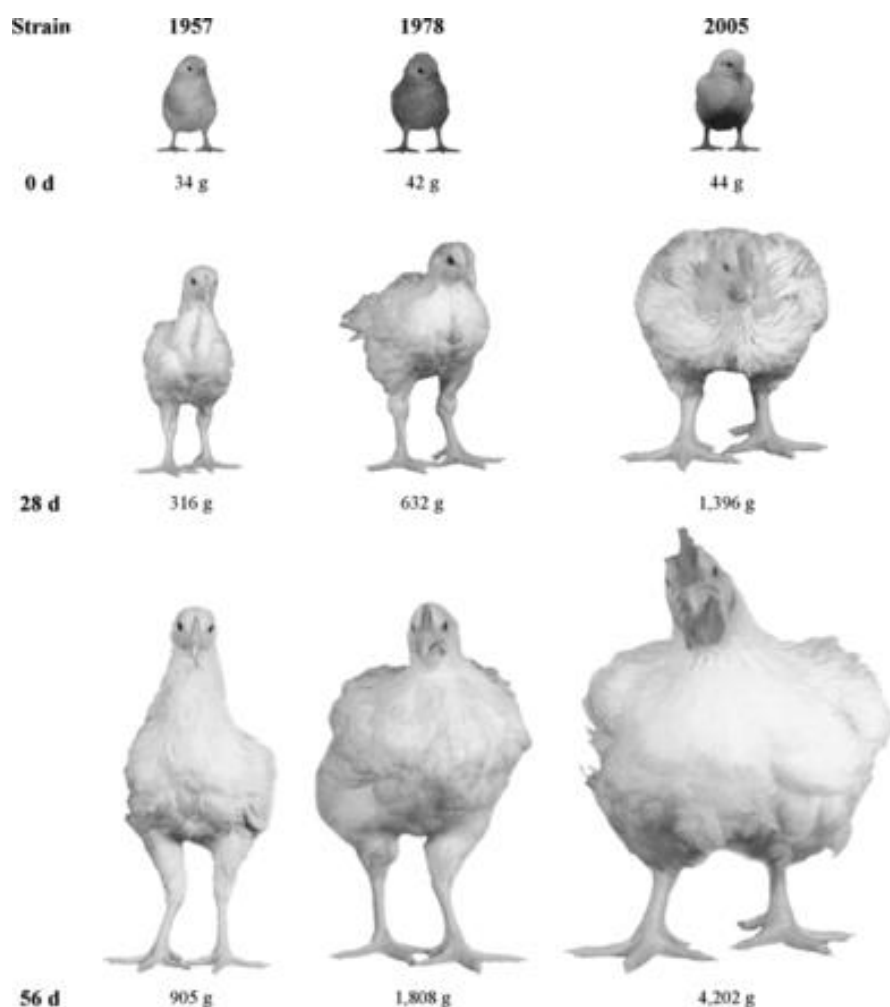 Strain 1957 1978 2005
0 d 34 g 42 g 44 g
28 d 316 g 632 g 1,396 g
56 d 905 g 1,808 g 4,202 g